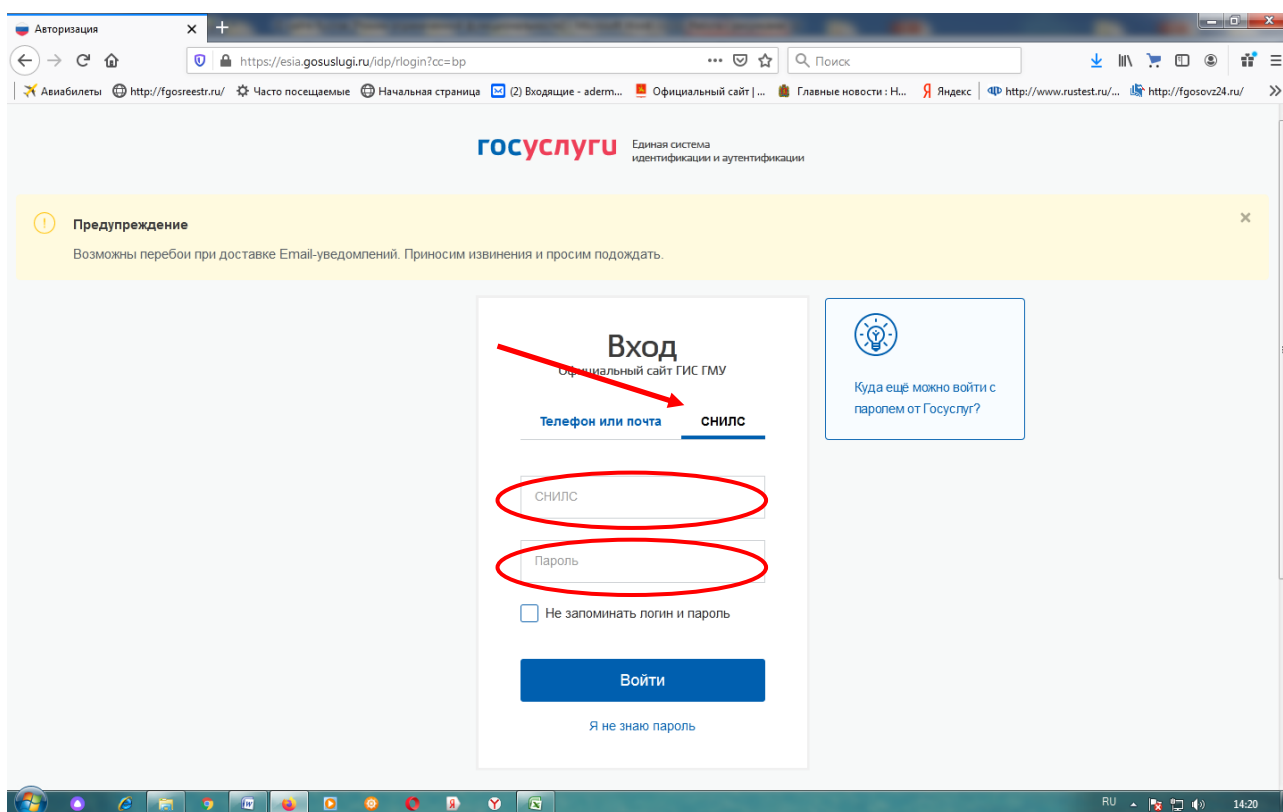 Авторизация
https://esia.gosuslugi.ru/idp/rlogin?cc=bp
Поиск
Авиабилеты http://fgosreestr.ru/ Часто посещаемые Начальная страница (2) Входящие - aderm... Официальный сайт | ... Главные новости : Н... Яндекс http://www.rustest.ru/... http://fgosovz24.ru/
госуслуги
Единая система
идентификации и аутентификации
Предупреждение
Возможны перебои при доставке Email-уведомлений. Приносим извинения и просим подождать.
Вход
Официальный сайт ГИС ГМУ
Телефон или почта СНИЛС
СНИЛС
Пароль
Не запоминать логин и пароль
Войти
Я не знаю пароль
Куда ещё можно войти с
паролем от Госуслуг?
RU 14:20